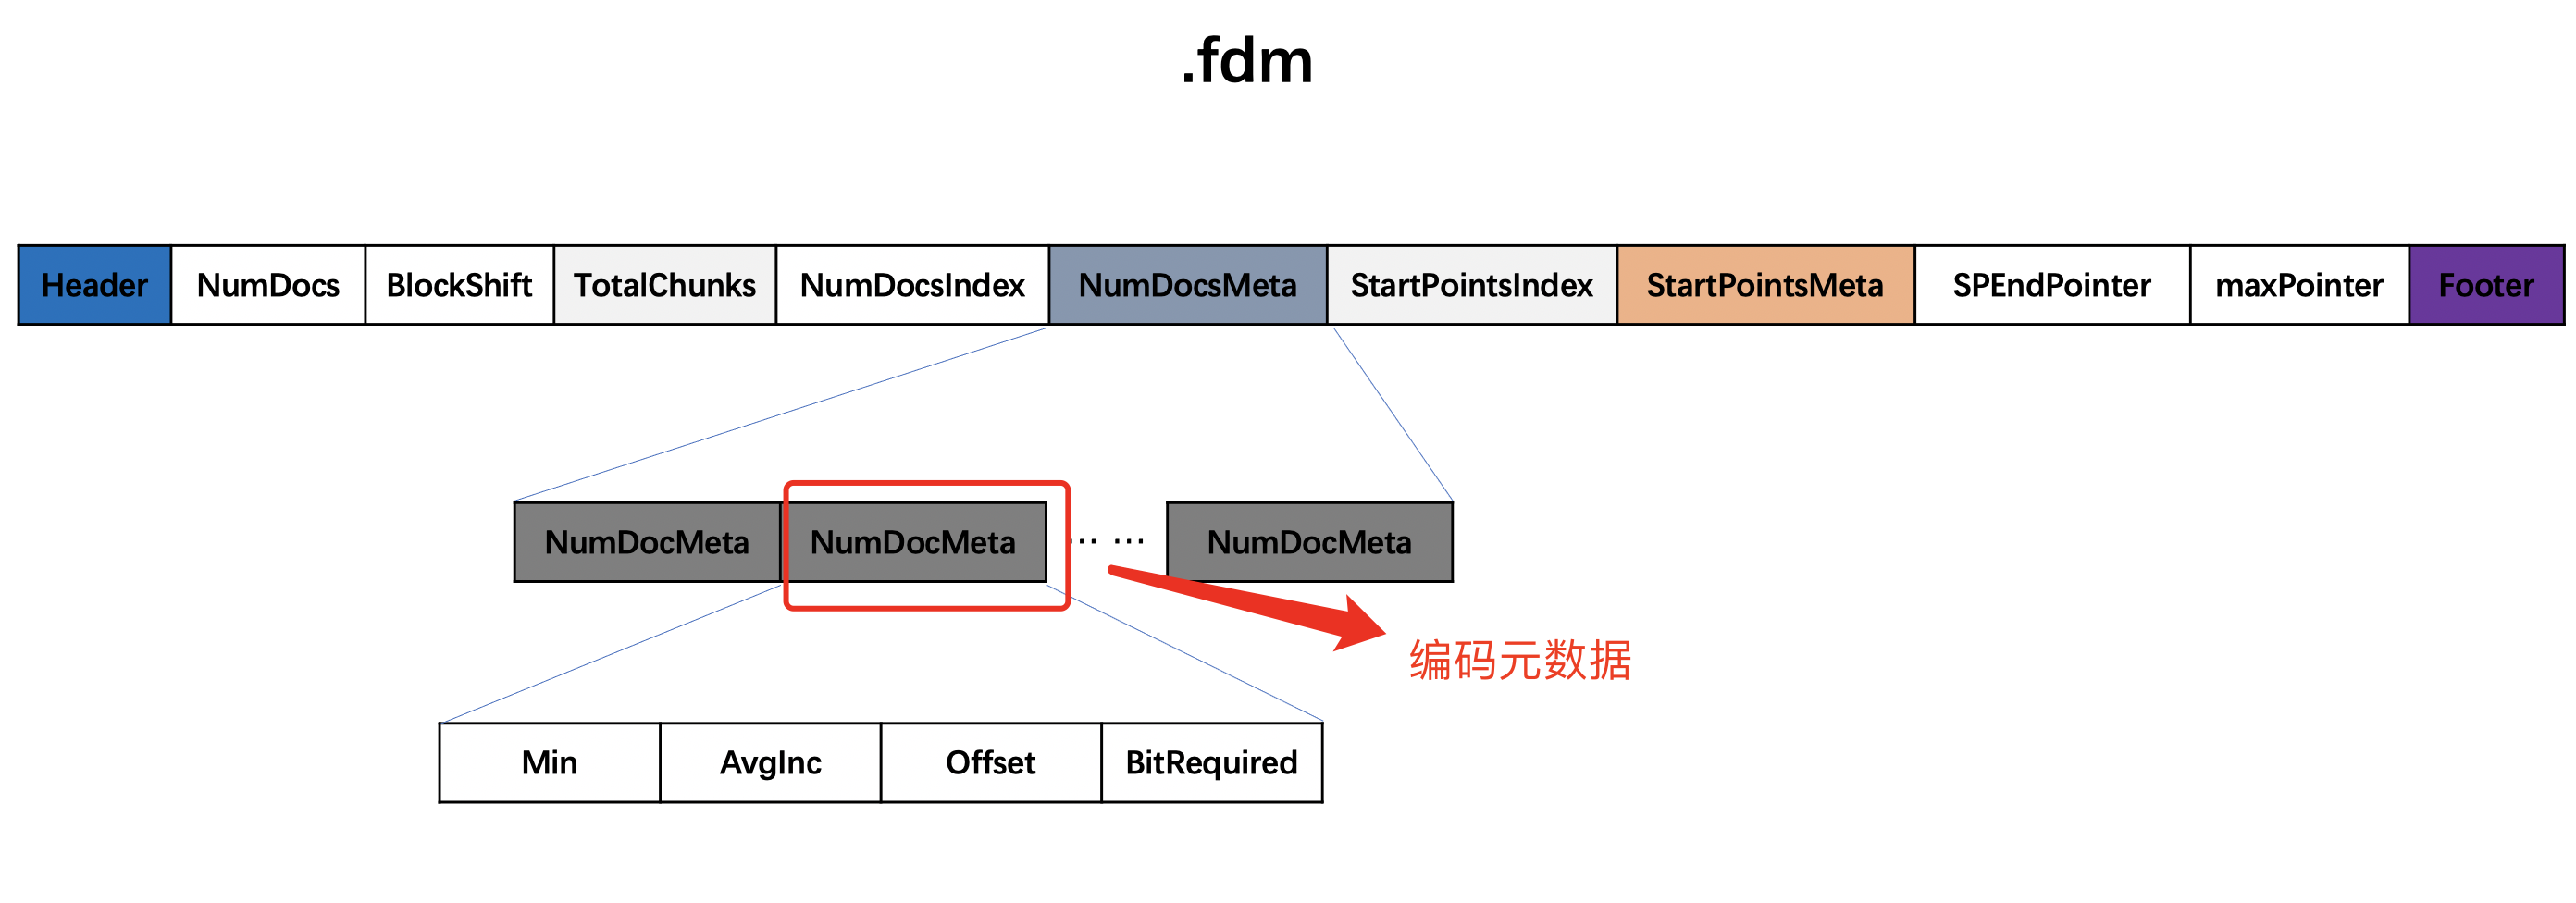 .fdm
Header NumDocs BlockShift TotalChunks NumDocsIndex NumDocsMeta StartPointsIndex StartPointsMeta SPEndPointer maxPointer Footer
NumDocMeta NumDocMeta … … NumDocMeta
编码元数据
Min AvgInc Offset BitRequired